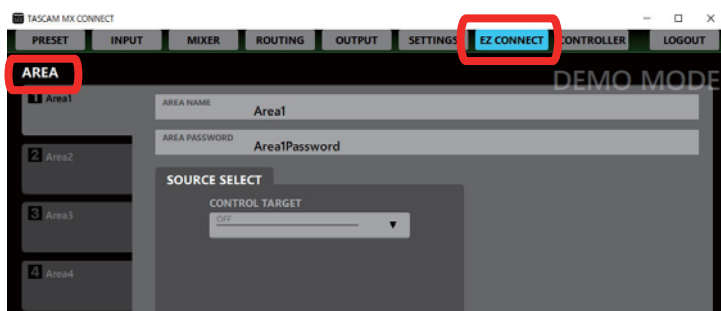 TASCAM MX CONNECT
PRESET INPUT MIXER ROUTING OUTPUT SETTINGS EZ CONNECT CONTROLLER LOGOUT
AREA
DEMO MODE
1 Area1
AREA NAME
Area1
AREA PASSWORD
Area1Password
2 Area2
SOURCE SELECT
CONTROL TARGET
OFF
3 Area3
4 Area4